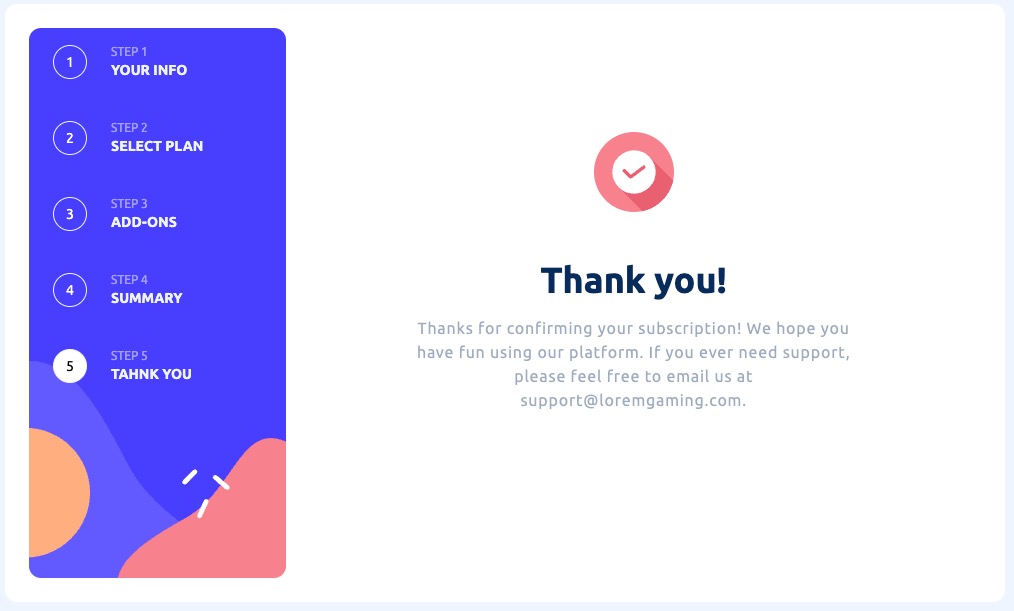 1
STEP 1
YOUR INFO
2
STEP 2
SELECT PLAN
3
STEP 3
ADD-ONS
4
STEP 4
SUMMARY
5
STEP 5
TAHNK YOU
Thank you!
Thanks for confirming your subscription! We hope you
have fun using our platform. If you ever need support,
please feel free to email us at
support@loremgaming.com.